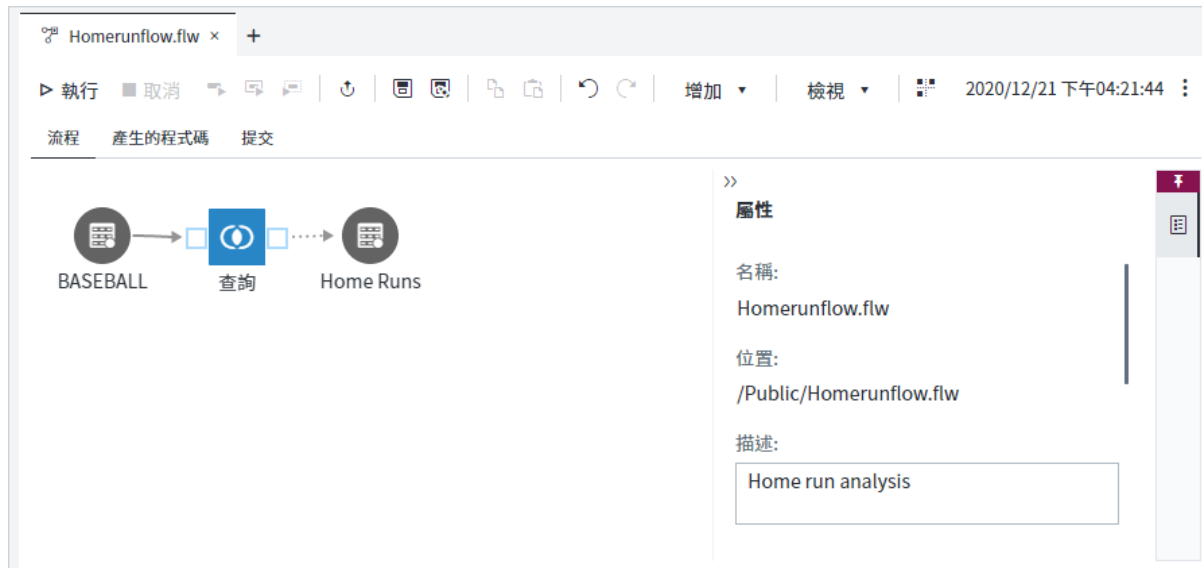 Homerunflow.flw × +
執行 取消 增加 檢視 2020/12/21 下午04:21:44
流程 產生的程式碼 提交
屬性
BASEBALL 查詢 Home Runs
名稱:
Homerunflow.flw
位置:
/Public/Homerunflow.flw
描述:
Home run analysis